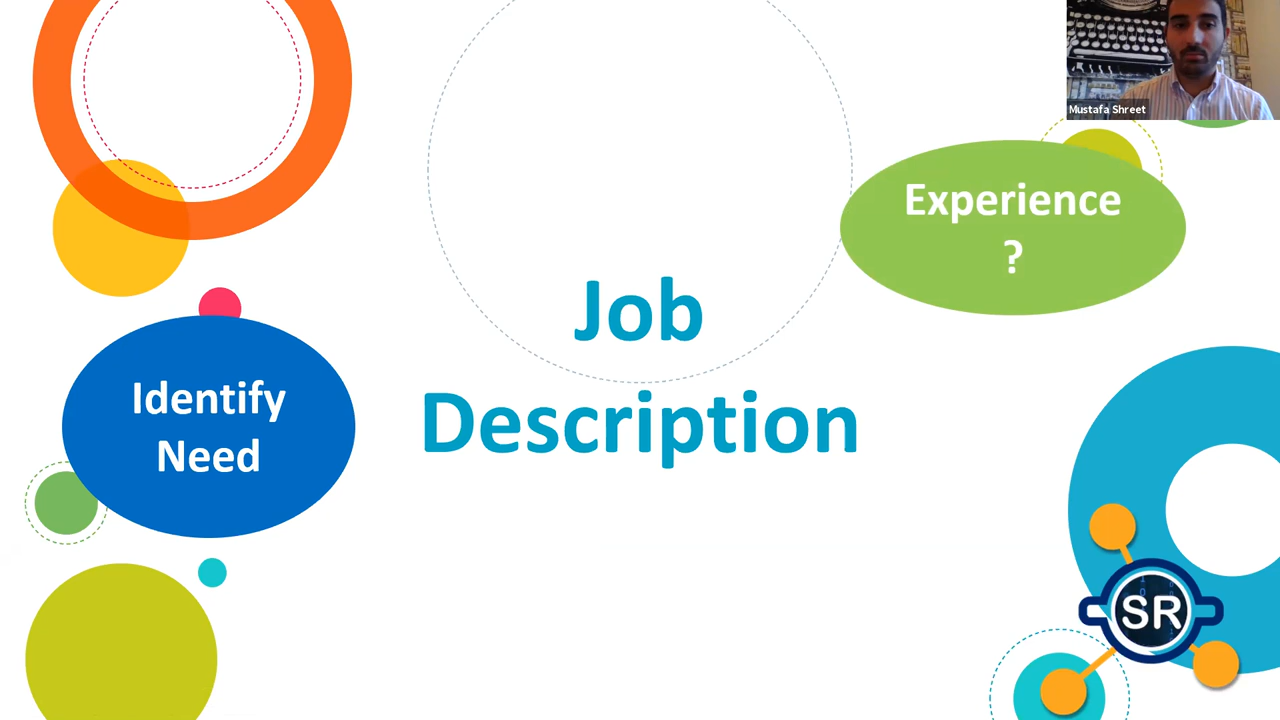 Mustafa Shreet
Experience
?
Job
Description
Identify
Need
SR